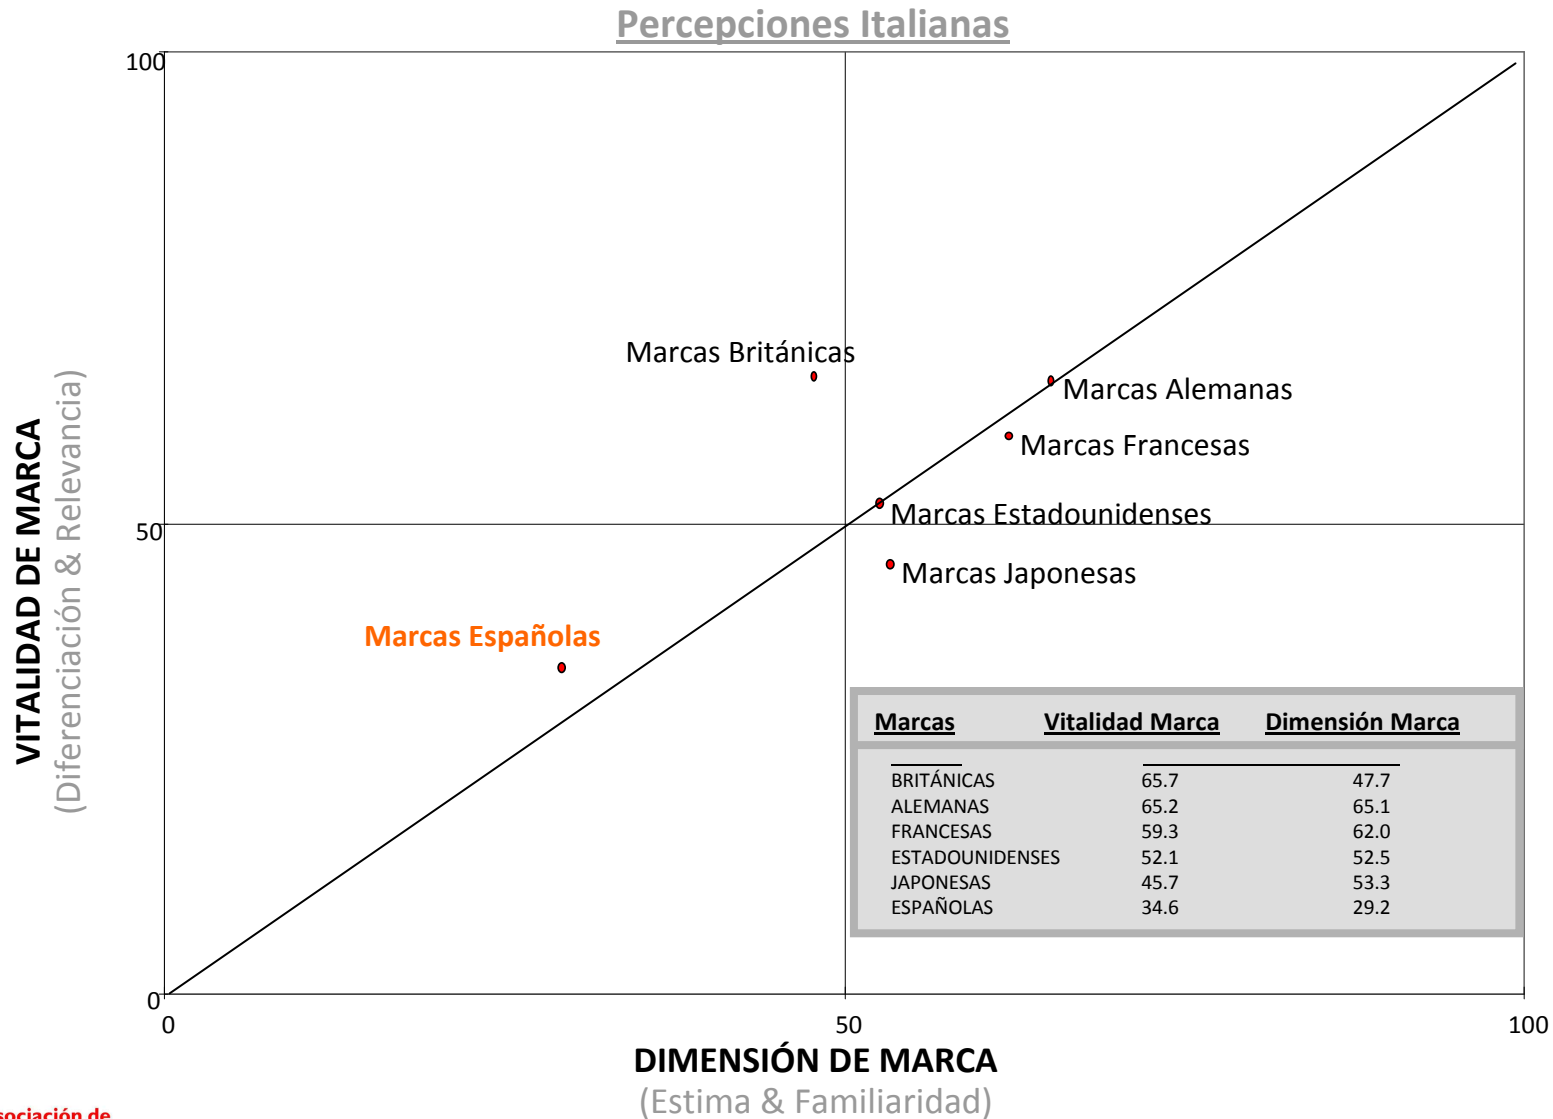 Percepciones Italianas
100
Marcas Británicas
Marcas Alemanas
Marcas Francesas
Marcas Estadounidenses
50
Marcas Japonesas
Marcas Españolas
VITALIDAD DE MARCA
(Diferenciación & Relevancia)
Marcas Vitalidad Marca Dimensión Marca
BRITÁNICAS 65.7 47.7
ALEMANAS 65.2 65.1
FRANCESAS 59.3 62.0
ESTADOUNIDENSES 52.1 52.5
JAPONESAS 45.7 53.3
ESPAÑOLAS 34.6 29.2
0
0 50 100
DIMENSIÓN DE MARCA
(Estima & Familiaridad)
sociación de